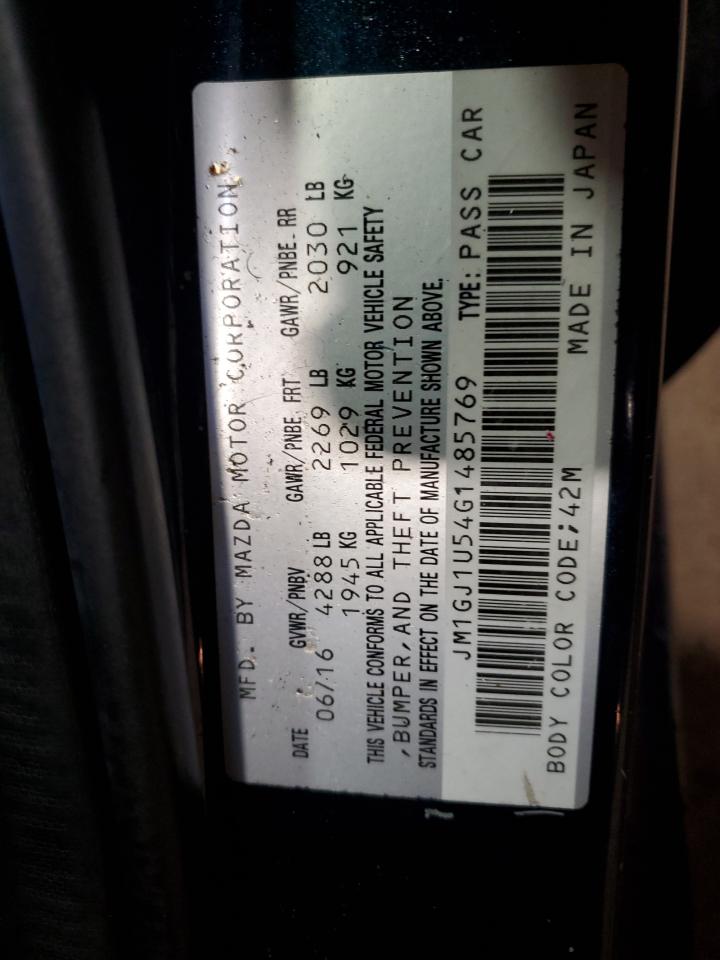 MFD. BY MAZDA MOTOR CORPORATION
DATE GVWR/PNBV GAWR/PNBE FRT GAWR/PNBE RR
06/16 4288 LB 2269 LB 2030 LB
1945 KG 1029 KG 921 KG
THIS VEHICLE CONFORMS TO ALL APPLICABLE FEDERAL MOTOR VEHICLE SAFETY
,BUMPER,AND THEFT PREVENTION
STANDARDS IN EFFECT ON THE DATE OF MANUFACTURE SHOWN ABOVE.
JM1GJ1U54G1485769 TYPE: PASS CAR
BODY COLOR CODE;42M MADE IN JAPAN